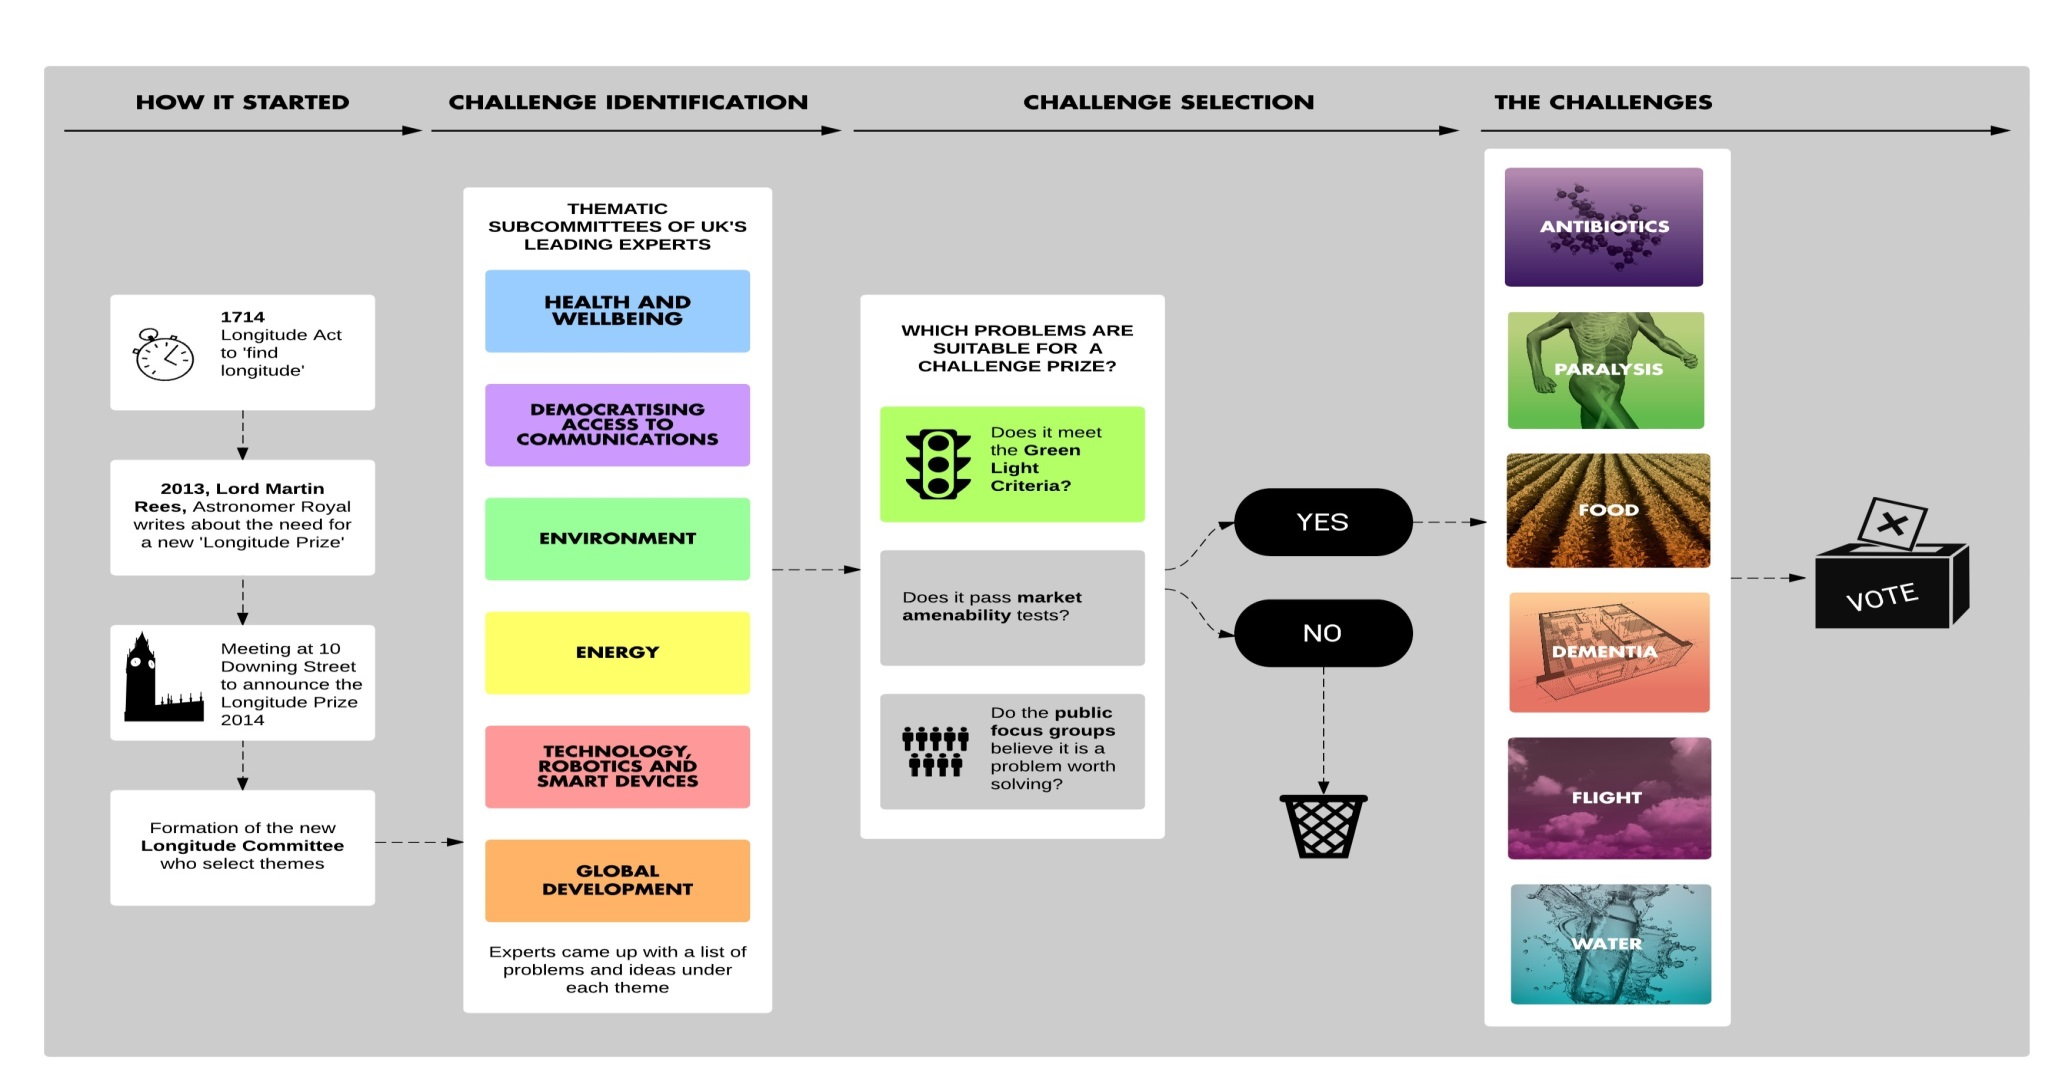 HOW IT STARTED
CHALLENGE IDENTIFICATION
CHALLENGE SELECTION
THE CHALLENGES
1714
Longitude Act
to 'find
longitude'
2013, Lord Martin
Rees, Astronomer Royal
writes about the need for
a new 'Longitude Prize'
Meeting at 10
Downing Street
to announce the
Longitude Prize
2014
Formation of the new
Longitude Committee
who select themes
THEMATIC
SUBCOMMITTEES OF UK'S
LEADING EXPERTS
HEALTH AND
WELLBEING
DEMOCRATISING
ACCESS TO
COMMUNICATIONS
ENVIRONMENT
ENERGY
TECHNOLOGY,
ROBOTICS AND
SMART DEVICES
GLOBAL
DEVELOPMENT
Experts came up with a list of
problems and ideas under
each theme
WHICH PROBLEMS ARE
SUITABLE FOR A
CHALLENGE PRIZE?
Does it meet
the Green
Light
Criteria?
Does it pass market
amenability tests?
Do the public
focus groups
believe it is a
problem worth
solving?
YES
NO
ANTIBIOTICS
PARALYSIS
FOOD
DEMENTIA
FLIGHT
WATER
VOTE